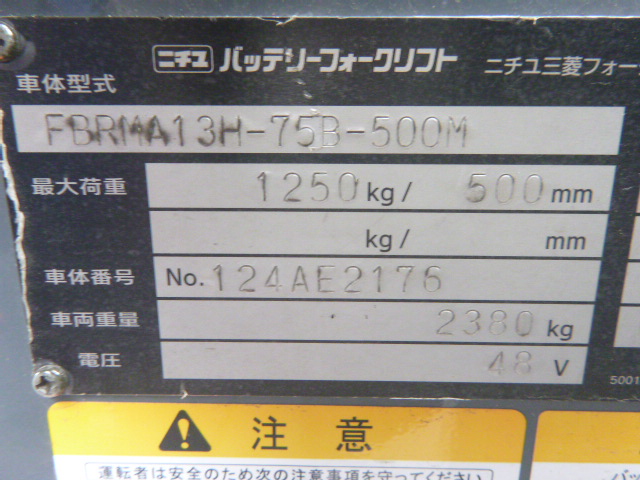 ニチユ バッテリーフォークリフト ニチユ三菱フォー
車体型式
FBRMA13H-75B-500M
最大荷重 1250 kg/ 500 mm
kg/ mm
車体番号 No. 124AE2176
車両重量 2380 kg
電圧 48 V
5001
注意
運転者は安全のため次の注意事項を守ってください